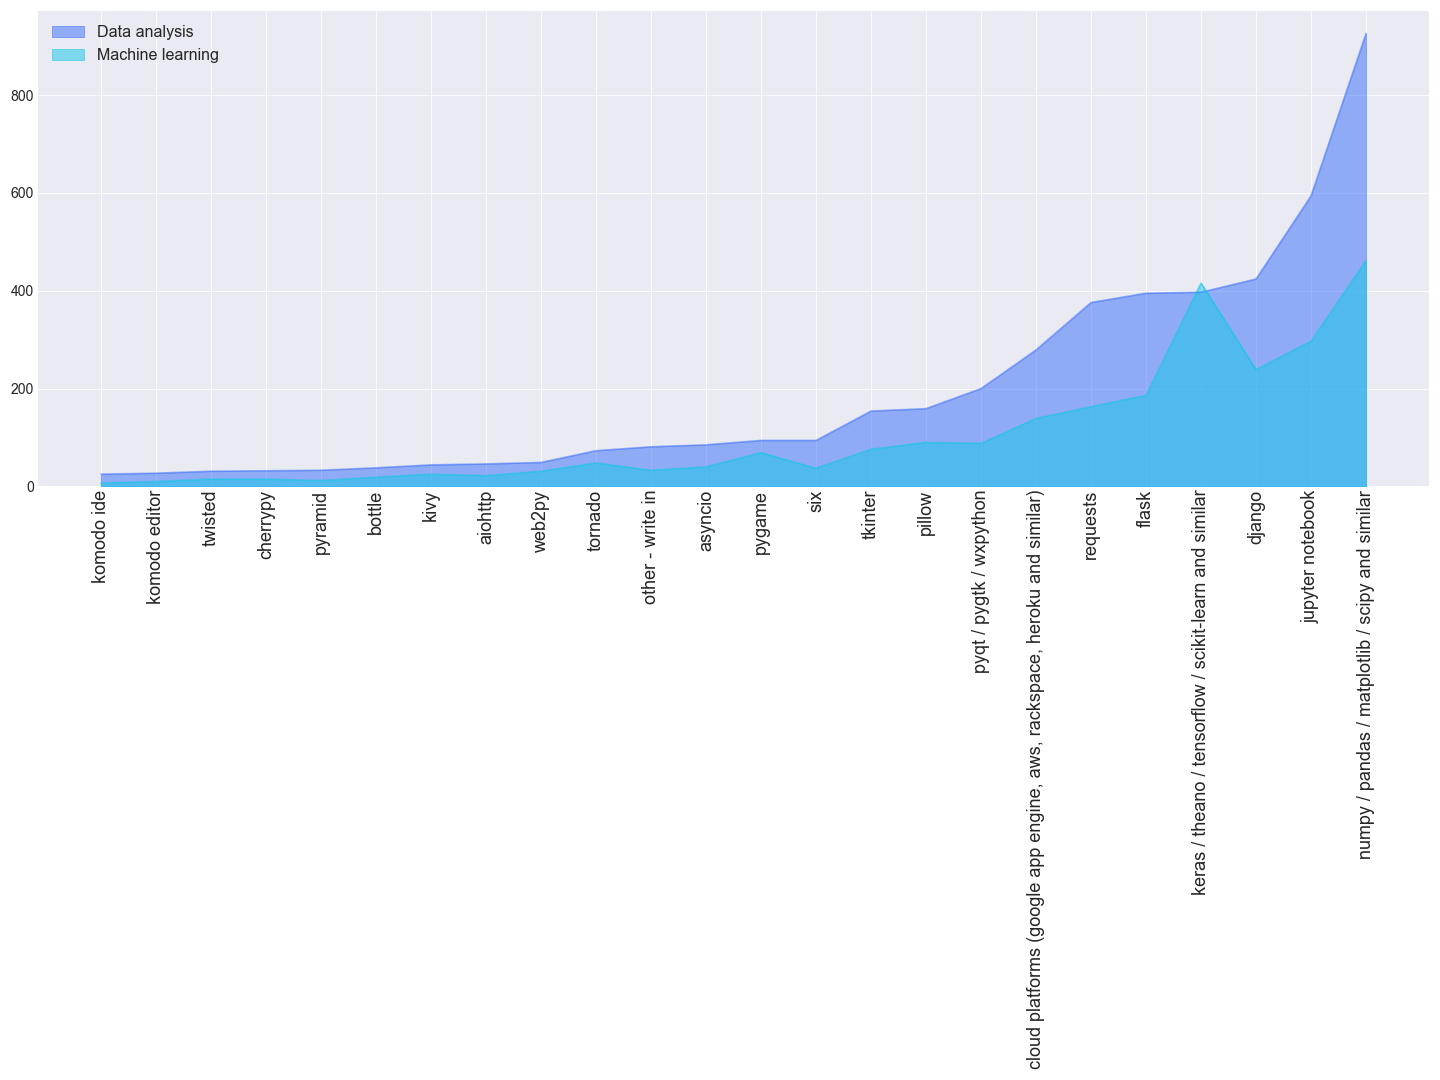 Data analysis
Machine learning
800
600
400
200
0
komodo ide
komodo editor
twisted
cherrypy
pyramid
bottle
kivy
aiohttp
web2py
tornado
other - write in
asyncio
pygame
six
tkinter
pillow
pyqt / pygtk / wxpython
cloud platforms (google app engine, aws, rackspace, heroku and similar)
requests
flask
keras / theano / tensorflow / scikit-learn and similar
django
jupyter notebook
numpy / pandas / matplotlib / scipy and similar